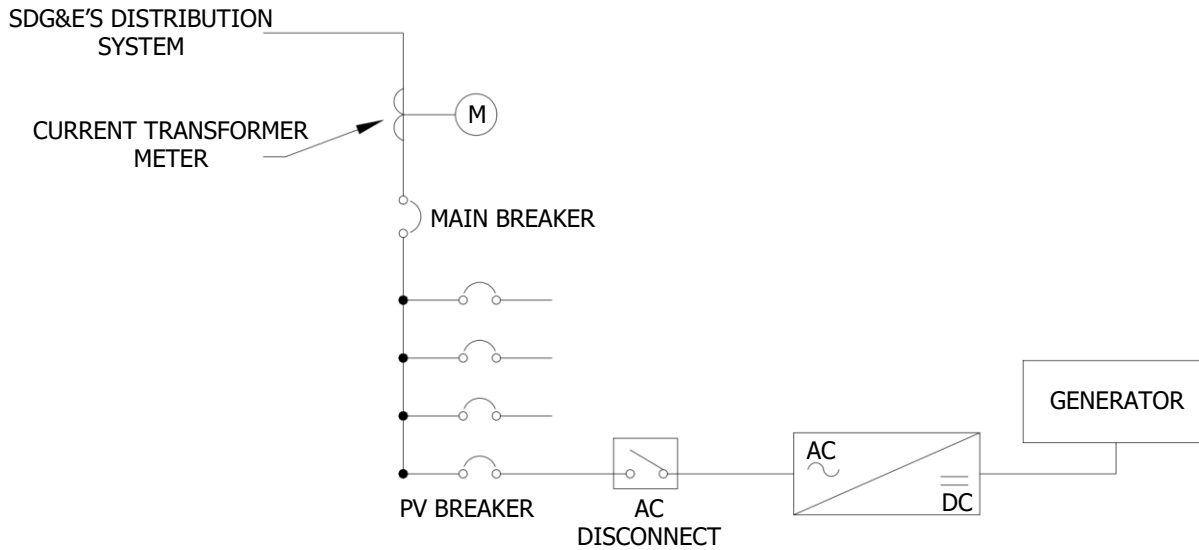 SDG&E'S DISTRIBUTION
SYSTEM
M
CURRENT TRANSFORMER
METER
MAIN BREAKER
GENERATOR
AC
DC
PV BREAKER
AC
DISCONNECT